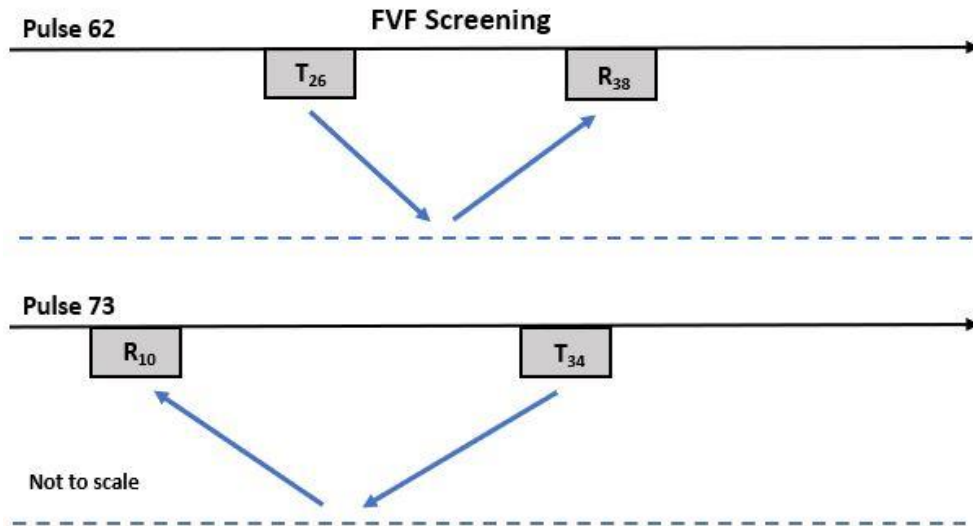 FVF Screening
Pulse 62
T₂₆
R₃₈
Pulse 73
R₁₀
T₃₄
Not to scale